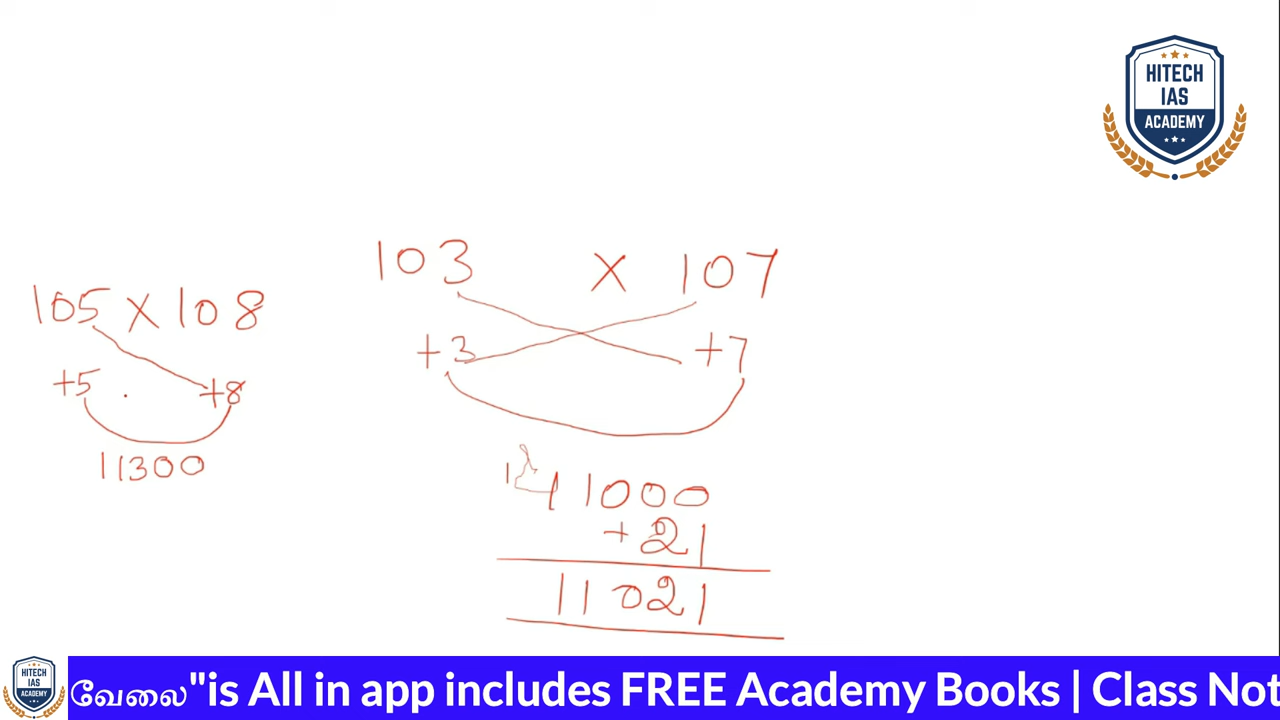 HITECH
IAS
ACADEMY
105 X 108
+5 +8
11300
103 X 107
+3 +7
11000
+ 21
11021
HITECH
IAS
ACADEMY
வேலை"is All in app includes FREE Academy Books | Class Not